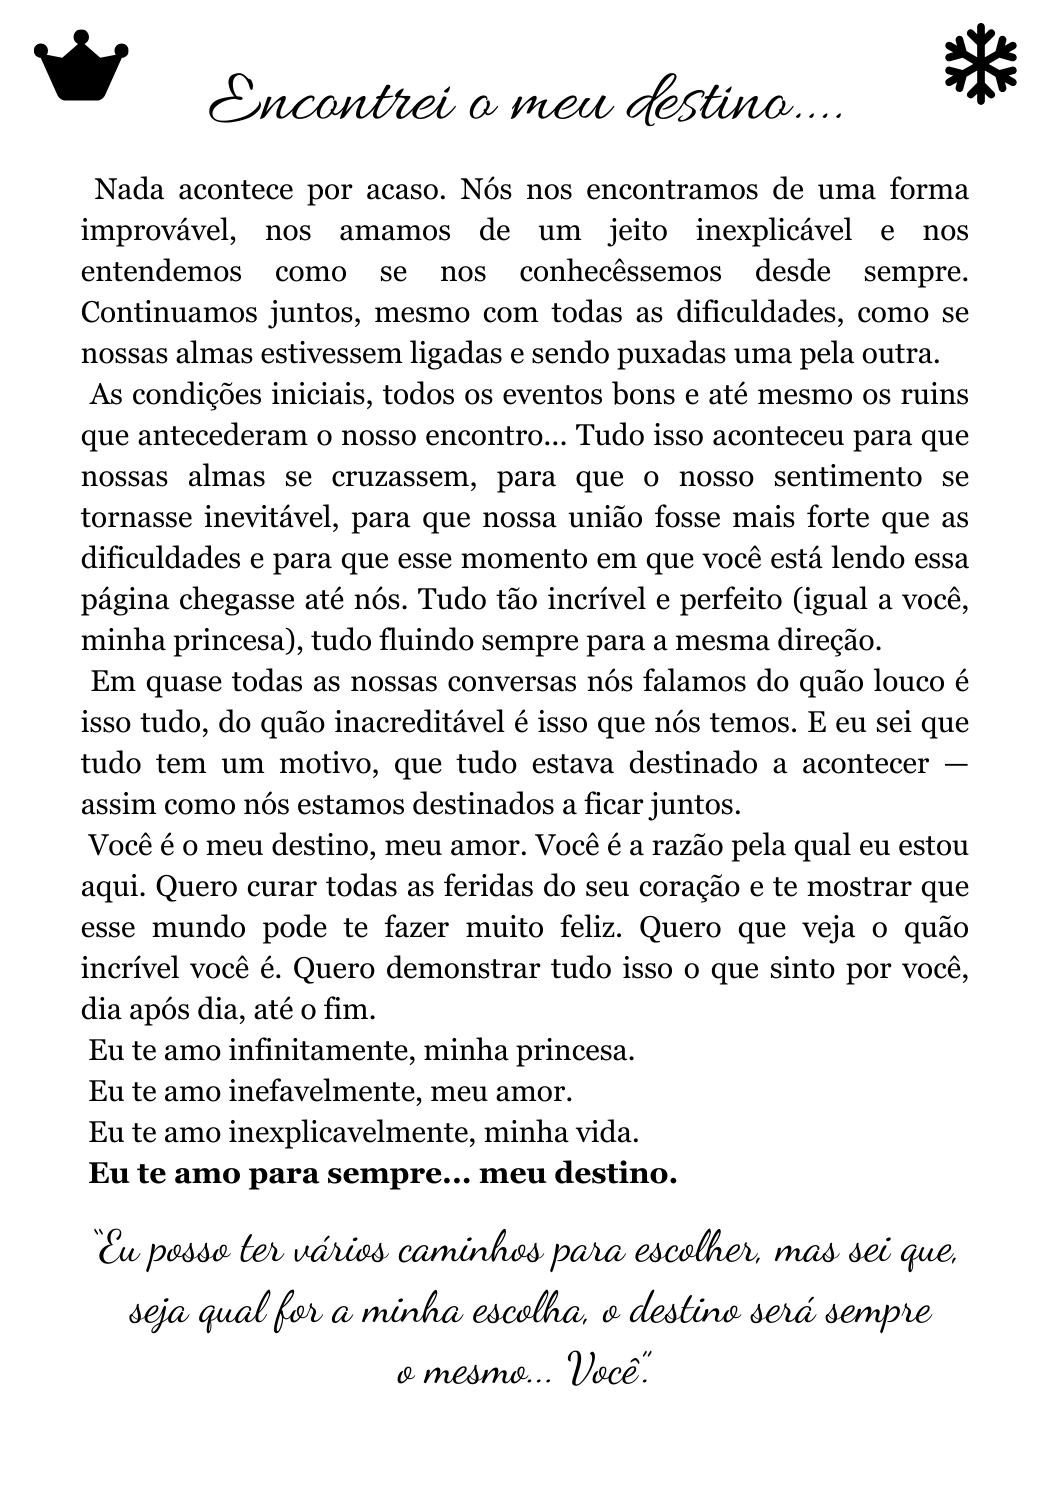 Encontrei o meu destino....
Nada acontece por acaso. Nós nos encontramos de uma forma
improvável, nos amamos de um jeito inexplicável e nos
entendemos como se nos conhecêssemos desde sempre.
Continuamos juntos, mesmo com todas as dificuldades, como se
nossas almas estivessem ligadas e sendo puxadas uma pela outra.
As condições iniciais, todos os eventos bons e até mesmo os ruins
que antecederam o nosso encontro... Tudo isso aconteceu para que
nossas almas se cruzassem, para que o nosso sentimento se
tornasse inevitável, para que nossa união fosse mais forte que as
dificuldades e para que esse momento em que você está lendo essa
página chegasse até nós. Tudo tão incrível e perfeito (igual a você,
minha princesa), tudo fluindo sempre para a mesma direção.
Em quase todas as nossas conversas nós falamos do quão louco é
isso tudo, do quão inacreditável é isso que nós temos. E eu sei que
tudo tem um motivo, que tudo estava destinado a acontecer —
assim como nós estamos destinados a ficar juntos.
Você é o meu destino, meu amor. Você é a razão pela qual eu estou
aqui. Quero curar todas as feridas do seu coração e te mostrar que
esse mundo pode te fazer muito feliz. Quero que veja o quão
incrível você é. Quero demonstrar tudo isso o que sinto por você,
dia após dia, até o fim.
Eu te amo infinitamente, minha princesa.
Eu te amo inefavelmente, meu amor.
Eu te amo inexplicavelmente, minha vida.
Eu te amo para sempre... meu destino.
“Eu posso ter vários caminhos para escolher, mas sei que,
seja qual for a minha escolha, o destino será sempre
o mesmo... Você”.